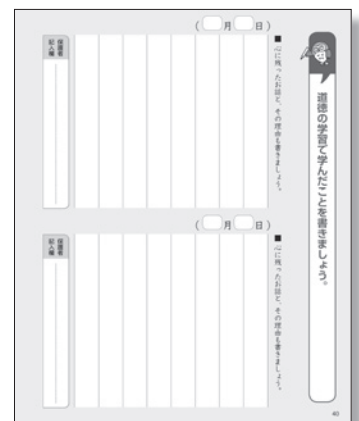 道徳の学習で学んだことを書きましょう。
(　月　日)
■心に残ったお話と、その理由も書きましょう。
保護者
記入欄
(　月　日)
■心に残ったお話と、その理由も書きましょう。
保護者
記入欄
40